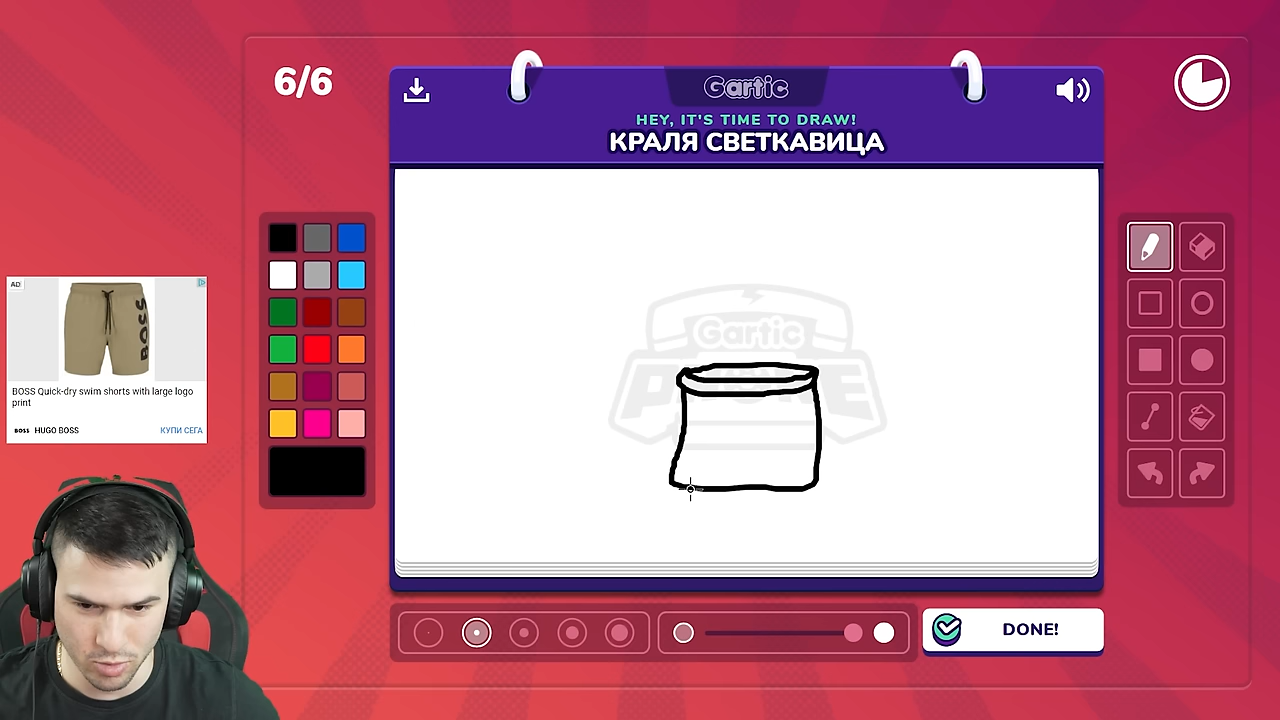 6/6
Gartic
HEY, IT'S TIME TO DRAW!
КРАЛЯ СВЕТКАВИЦА
Gartic
PHONE
AD
BOSS
BOSS Quick-dry swim shorts with large logo
print
BOSS HUGO BOSS
КУПИ СЕГА
DONE!